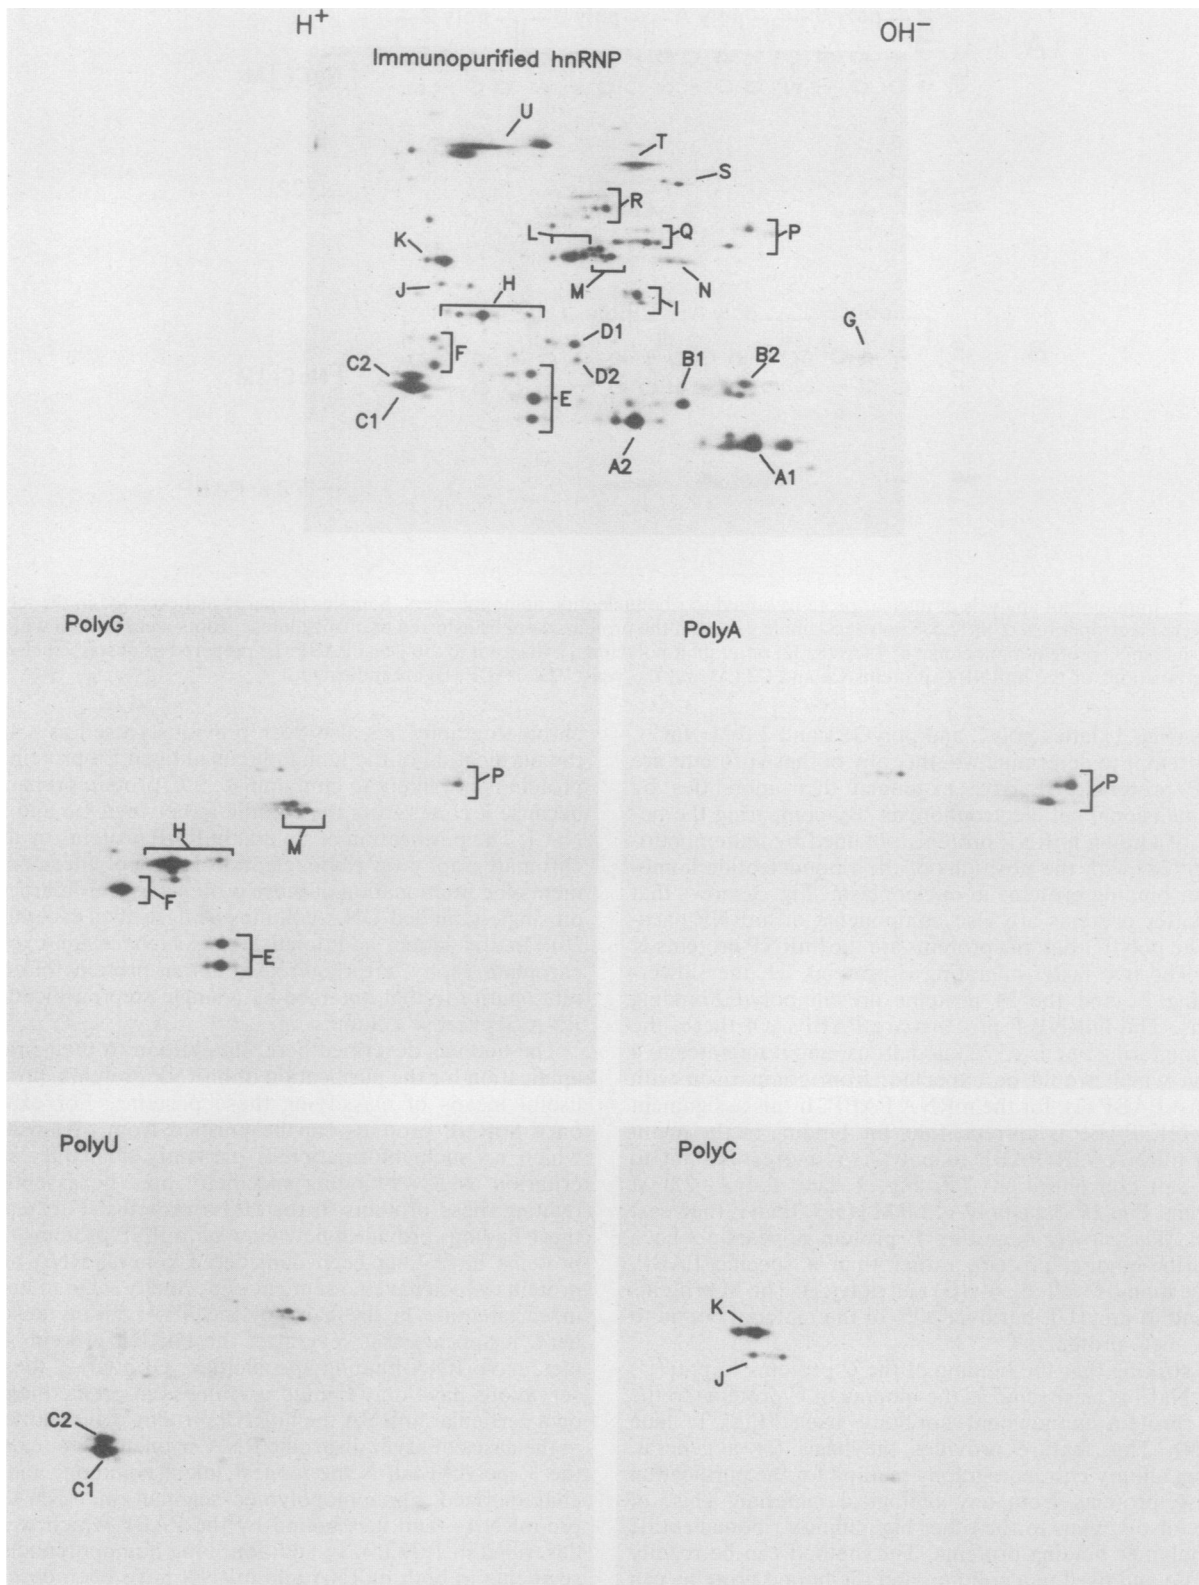 H+ OH−
Immunopurified hnRNP
U
T
S
R
L Q P
K
J H M N
I
G
D1
F
C2 B1 B2
D2
E
C1
A2
A1
PolyG PolyA
P P
H M
F
E
PolyU PolyC
K
J
C2
C1